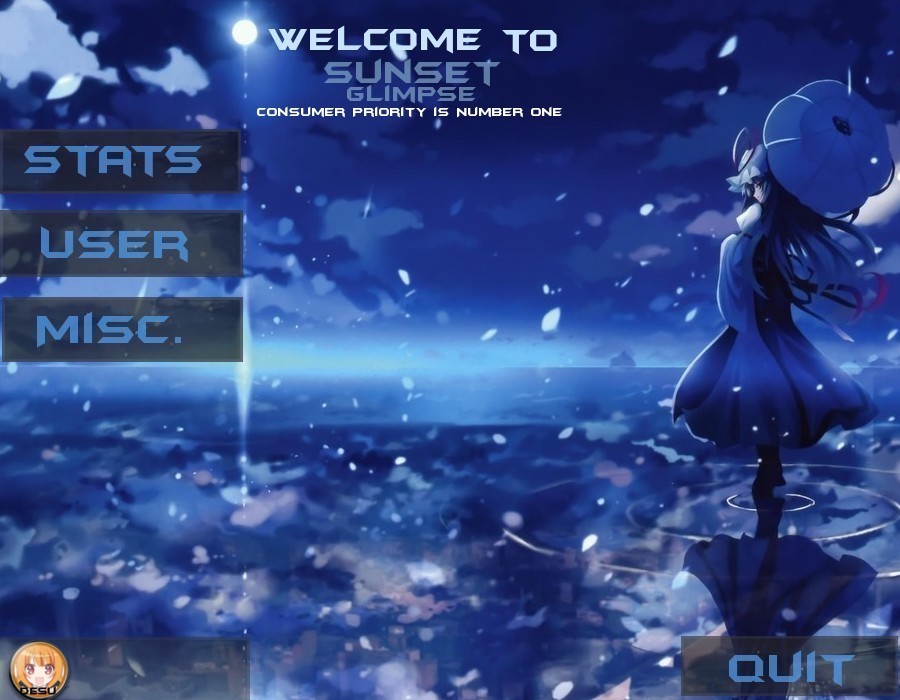 WELCOME TO
SUNSET
GLIMPSE
CONSUMER PRIORITY IS NUMBER ONE
STATS
USER
MISC.
DESU
QUIT